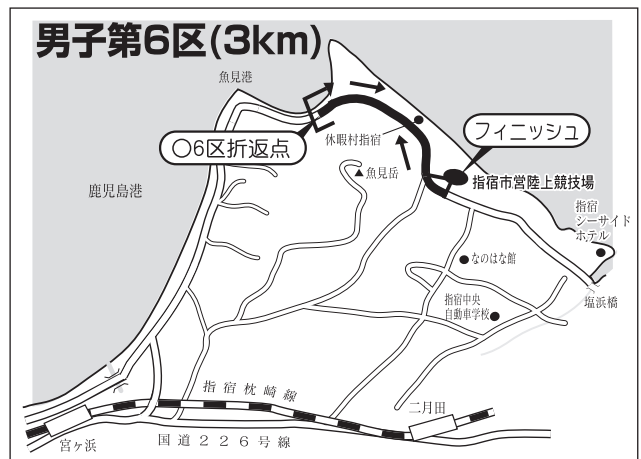 男子第6区(3km)
魚見港
休暇村指宿
フィニッシュ
〇6区折返点
魚見岳
指宿市営陸上競技場
鹿児島港
指宿
シーサイド
ホテル
なのはな館
指宿中央
自動車学校
塩浜橋
指宿枕崎線
二月田
宮ヶ浜
国道226号線